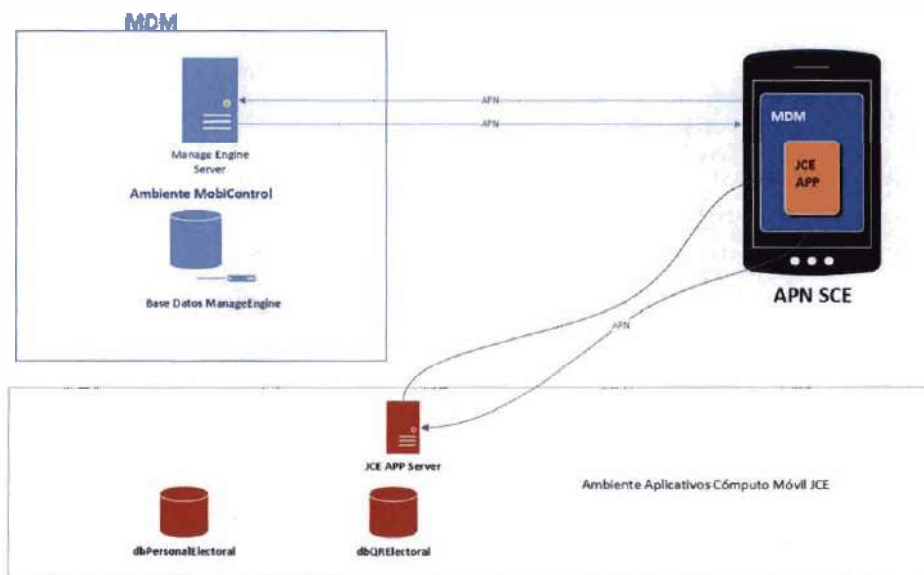 MDM
APN
APN
Manage Engine
Server
Ambiente MobiControl
Base Datos ManageEngine
MDM
JCE
APP
APN SCE
APN
JCE APP Server
Ambiente Aplicativos Cómputo Móvil JCE
dbPersonalElectoral
dbQRElectoral